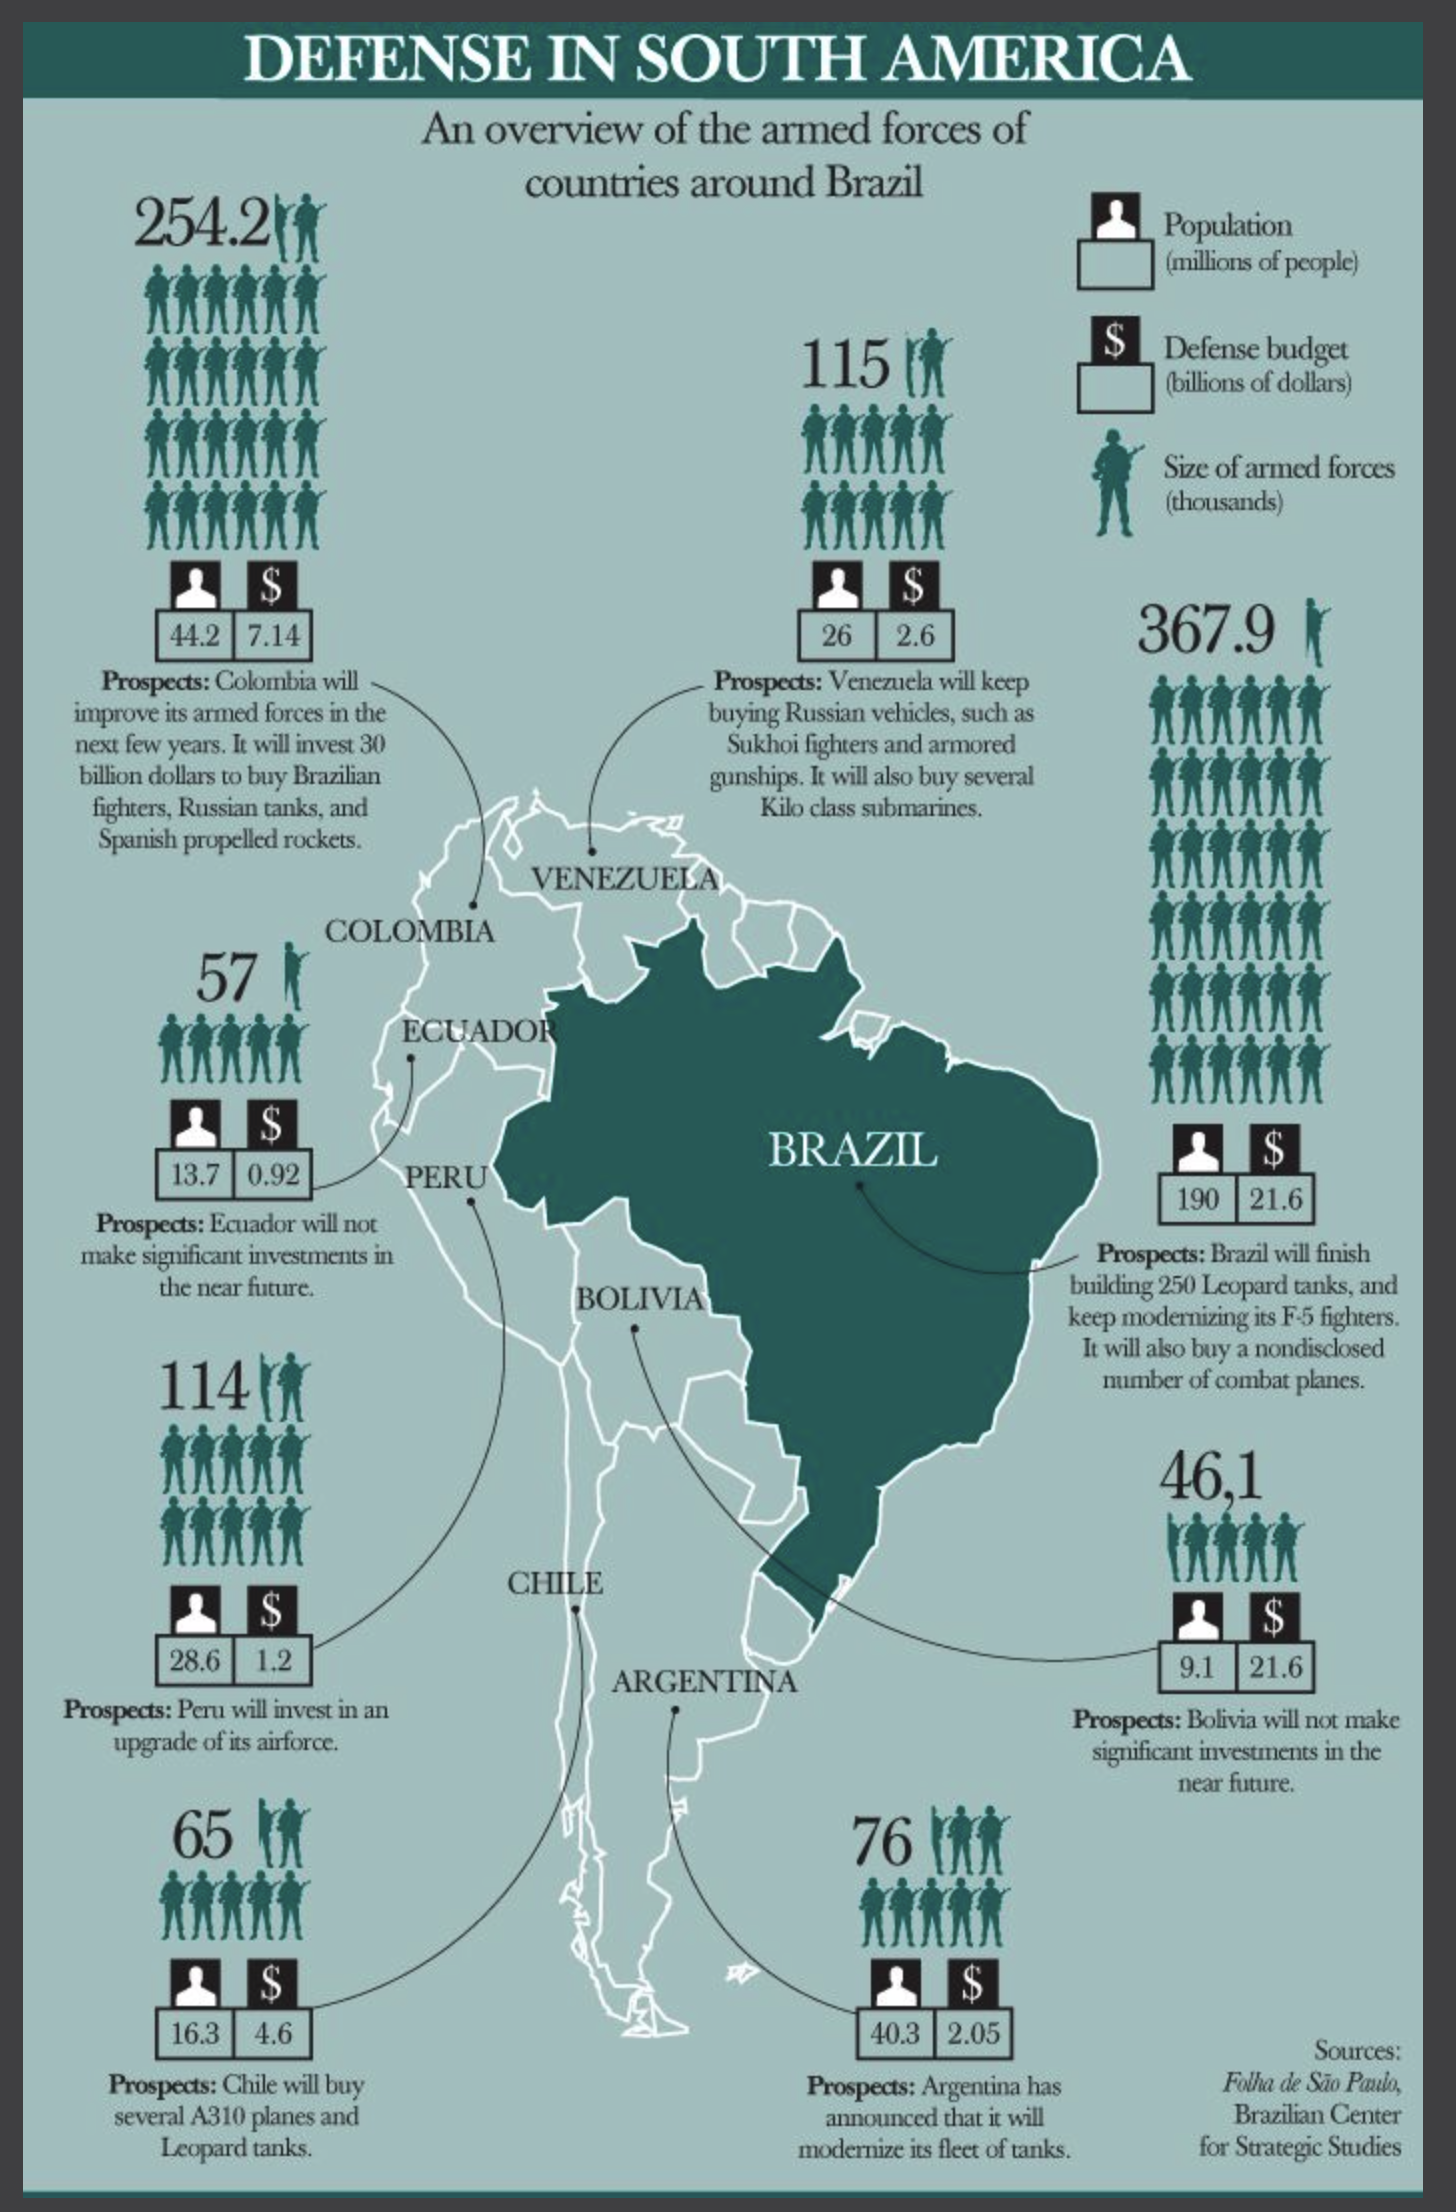 DEFENSE IN SOUTH AMERICA
An overview of the armed forces of
countries around Brazil
Population
(millions of people)
$
Defense budget
(billions of dollars)
Size of armed forces
(thousands)
254.2
$
44.2 7.14
Prospects: Colombia will
improve its armed forces in the
next few years. It will invest 30
billion dollars to buy Brazilian
fighters, Russian tanks, and
Spanish propelled rockets.
115
$
26 2.6
Prospects: Venezuela will keep
buying Russian vehicles, such as
Sukhoi fighters and armored
gunships. It will also buy several
Kilo class submarines.
367.9
$
190 21.6
Prospects: Brazil will finish
building 250 Leopard tanks, and
keep modernizing its F-5 fighters.
It will also buy a nondisclosed
number of combat planes.
VENEZUELA
COLOMBIA
ECUADOR
PERU
BRAZIL
BOLIVIA
CHILE
ARGENTINA
57
$
13.7 0.92
Prospects: Ecuador will not
make significant investments in
the near future.
114
$
28.6 1.2
Prospects: Peru will invest in an
upgrade of its airforce.
46,1
$
9.1 21.6
Prospects: Bolivia will not make
significant investments in the
near future.
65
$
16.3 4.6
Prospects: Chile will buy
several A310 planes and
Leopard tanks.
76
$
40.3 2.05
Prospects: Argentina has
announced that it will
modernize its fleet of tanks.
Sources:
Folha de São Paulo,
Brazilian Center
for Strategic Studies